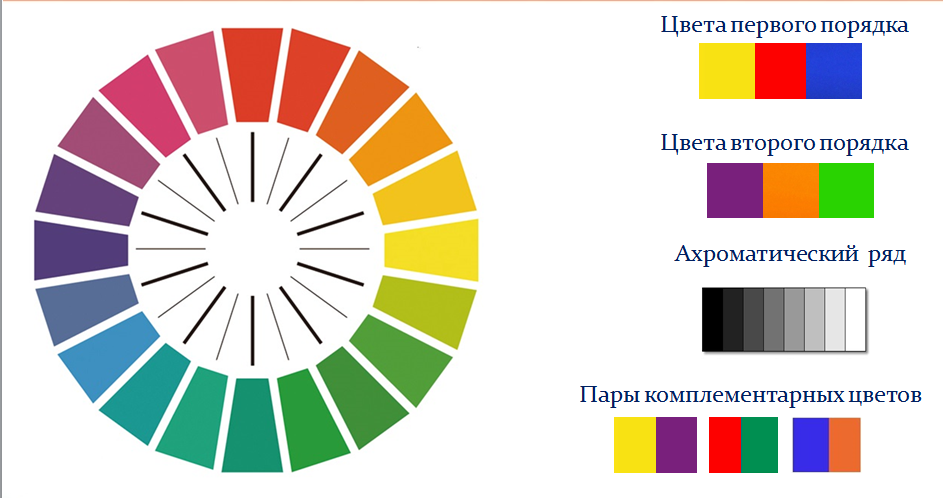 Цвета первого порядка
Цвета второго порядка
Ахроматический ряд
Пары комплементарных цветов